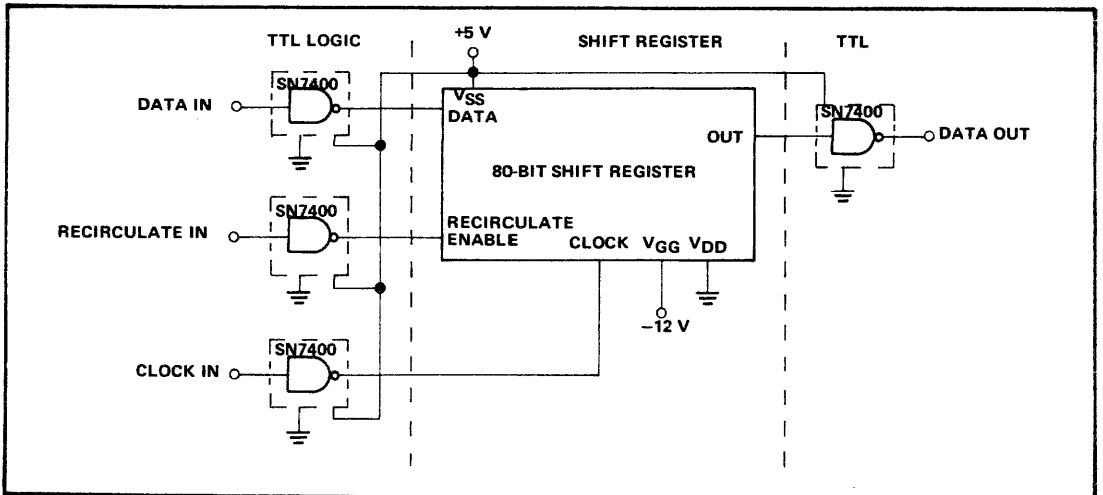 TTL LOGIC
+5 V
SHIFT REGISTER
TTL
SN7400
DATA IN
VSS
DATA
SN7400
OUT
DATA OUT
80-BIT SHIFT REGISTER
SN7400
RECIRCULATE IN
RECIRCULATE
ENABLE
CLOCK
VGG
VDD
−12 V
SN7400
CLOCK IN